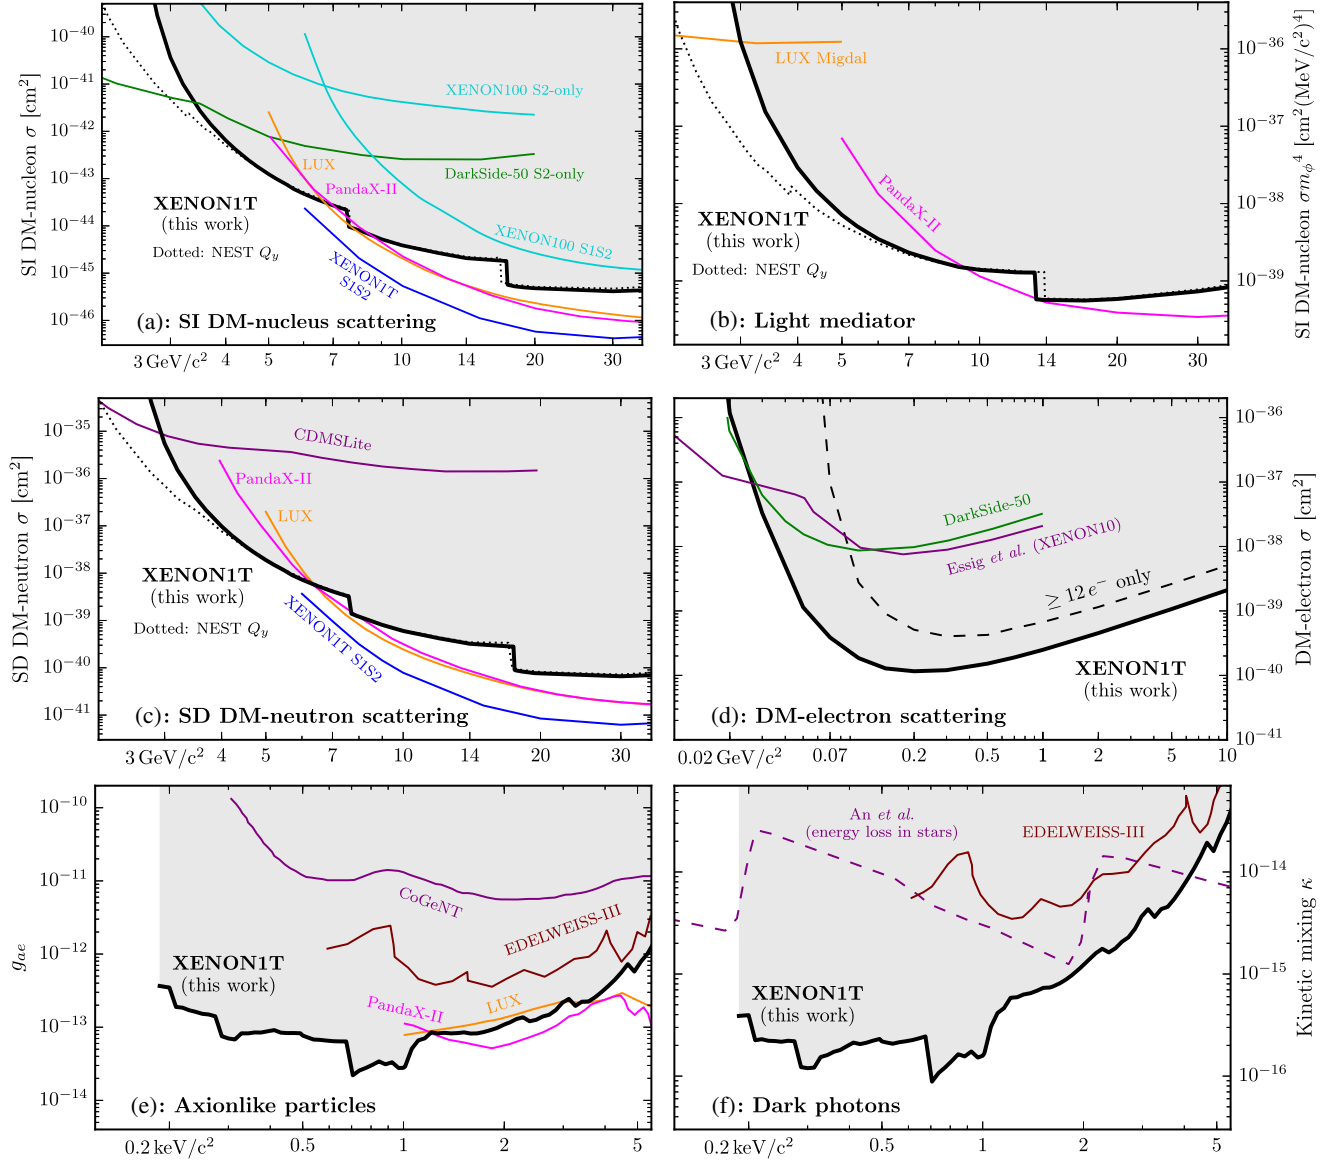 SI DM-nucleon σ [cm²]
10⁻⁴⁰
10⁻⁴¹
10⁻⁴²
10⁻⁴³
10⁻⁴⁴
10⁻⁴⁵
10⁻⁴⁶
XENON100 S2-only
LUX
DarkSide-50 S2-only
PandaX-II
XENON1T
(this work)
Dotted: NEST Q_y
XENON100 S1S2
XENON1T
S1S2
(a): SI DM-nucleus scattering
3 GeV/c² 4 5 7 10 14 20 30
LUX Migdal
PandaX-II
XENON1T
(this work)
Dotted: NEST Q_y
(b): Light mediator
3 GeV/c² 4 5 7 10 14 20 30
10⁻³⁶
10⁻³⁷
10⁻³⁸
10⁻³⁹
SI DM-nucleon σm_ϕ⁴ [cm²(MeV/c²)⁴]
SD DM-neutron σ [cm²]
10⁻³⁵
10⁻³⁶
10⁻³⁷
10⁻³⁸
10⁻³⁹
10⁻⁴⁰
10⁻⁴¹
CDMSLite
PandaX-II
LUX
XENON1T
(this work)
Dotted: NEST Q_y
XENON1T S1S2
(c): SD DM-neutron scattering
3 GeV/c² 4 5 7 10 14 20 30
DarkSide-50
Essig et al. (XENON10)
≥ 12 e⁻ only
XENON1T
(this work)
(d): DM-electron scattering
0.02 GeV/c² 0.07 0.2 0.5 1 2 5 10
10⁻³⁶
10⁻³⁷
10⁻³⁸
10⁻³⁹
10⁻⁴⁰
10⁻⁴¹
DM-electron σ [cm²]
g_ae
10⁻¹⁰
10⁻¹¹
10⁻¹²
10⁻¹³
10⁻¹⁴
CoGeNT
EDELWEISS-III
XENON1T
(this work)
PandaX-II
LUX
(e): Axionlike particles
0.2 keV/c² 0.5 1 2 5
An et al.
(energy loss in stars)
EDELWEISS-III
XENON1T
(this work)
(f): Dark photons
0.2 keV/c² 0.5 1 2 5
10⁻¹⁴
10⁻¹⁵
10⁻¹⁶
Kinetic mixing κ